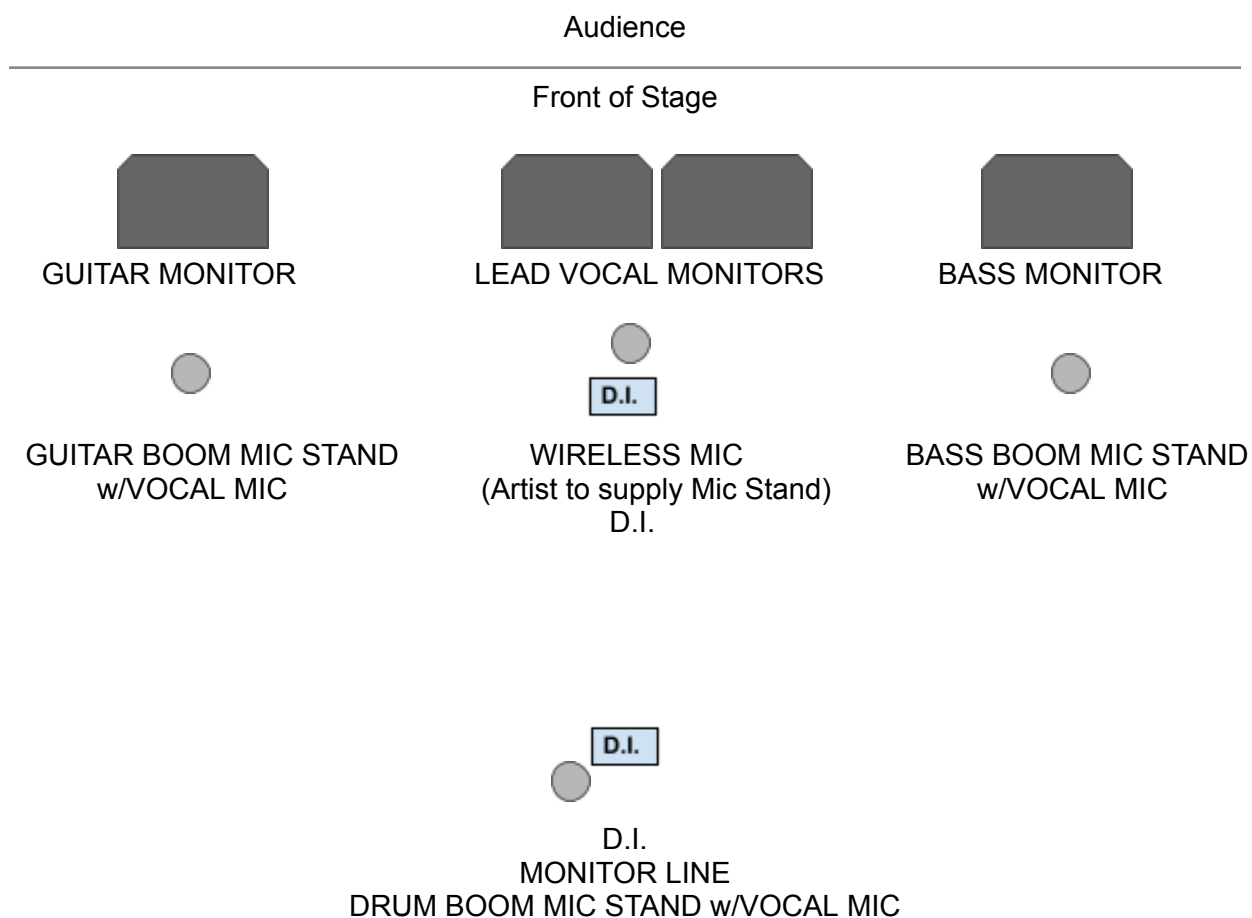 Audience
Front of Stage
GUITAR MONITOR
LEAD VOCAL MONITORS
BASS MONITOR
D.I.
GUITAR BOOM MIC STAND
w/VOCAL MIC
WIRELESS MIC
(Artist to supply Mic Stand)
D.I.
BASS BOOM MIC STAND
w/VOCAL MIC
D.I.
D.I.
MONITOR LINE
DRUM BOOM MIC STAND w/VOCAL MIC